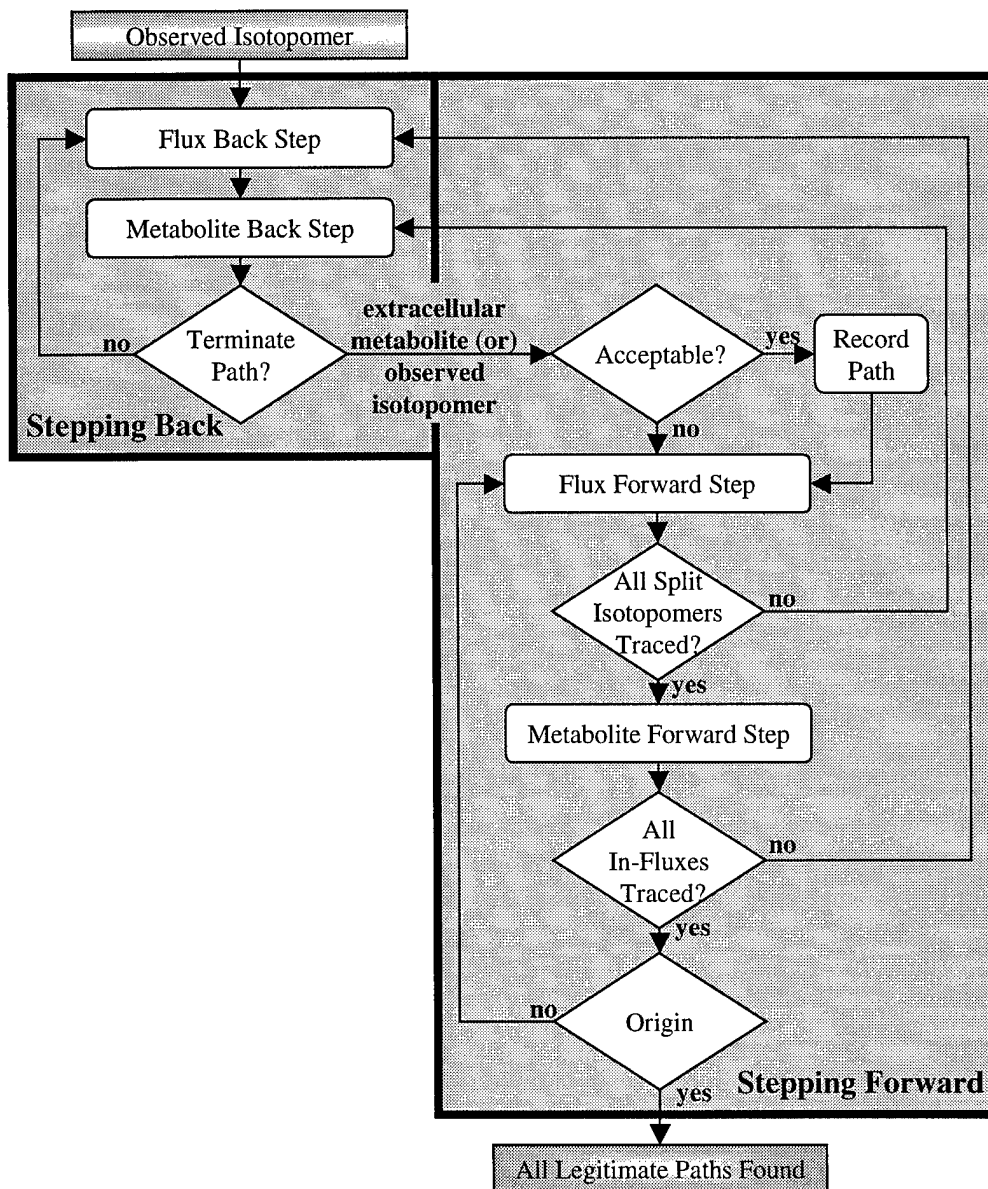 Observed Isotopomer
Flux Back Step
Metabolite Back Step
Terminate
Path?
no
Stepping Back
extracellular
metabolite (or)
observed
isotopomer
Acceptable?
yes
Record
Path
no
Flux Forward Step
All Split
Isotopomers
Traced?
no
yes
Metabolite Forward Step
All
In-Fluxes
Traced?
no
yes
Origin
no
yes
Stepping Forward
All Legitimate Paths Found